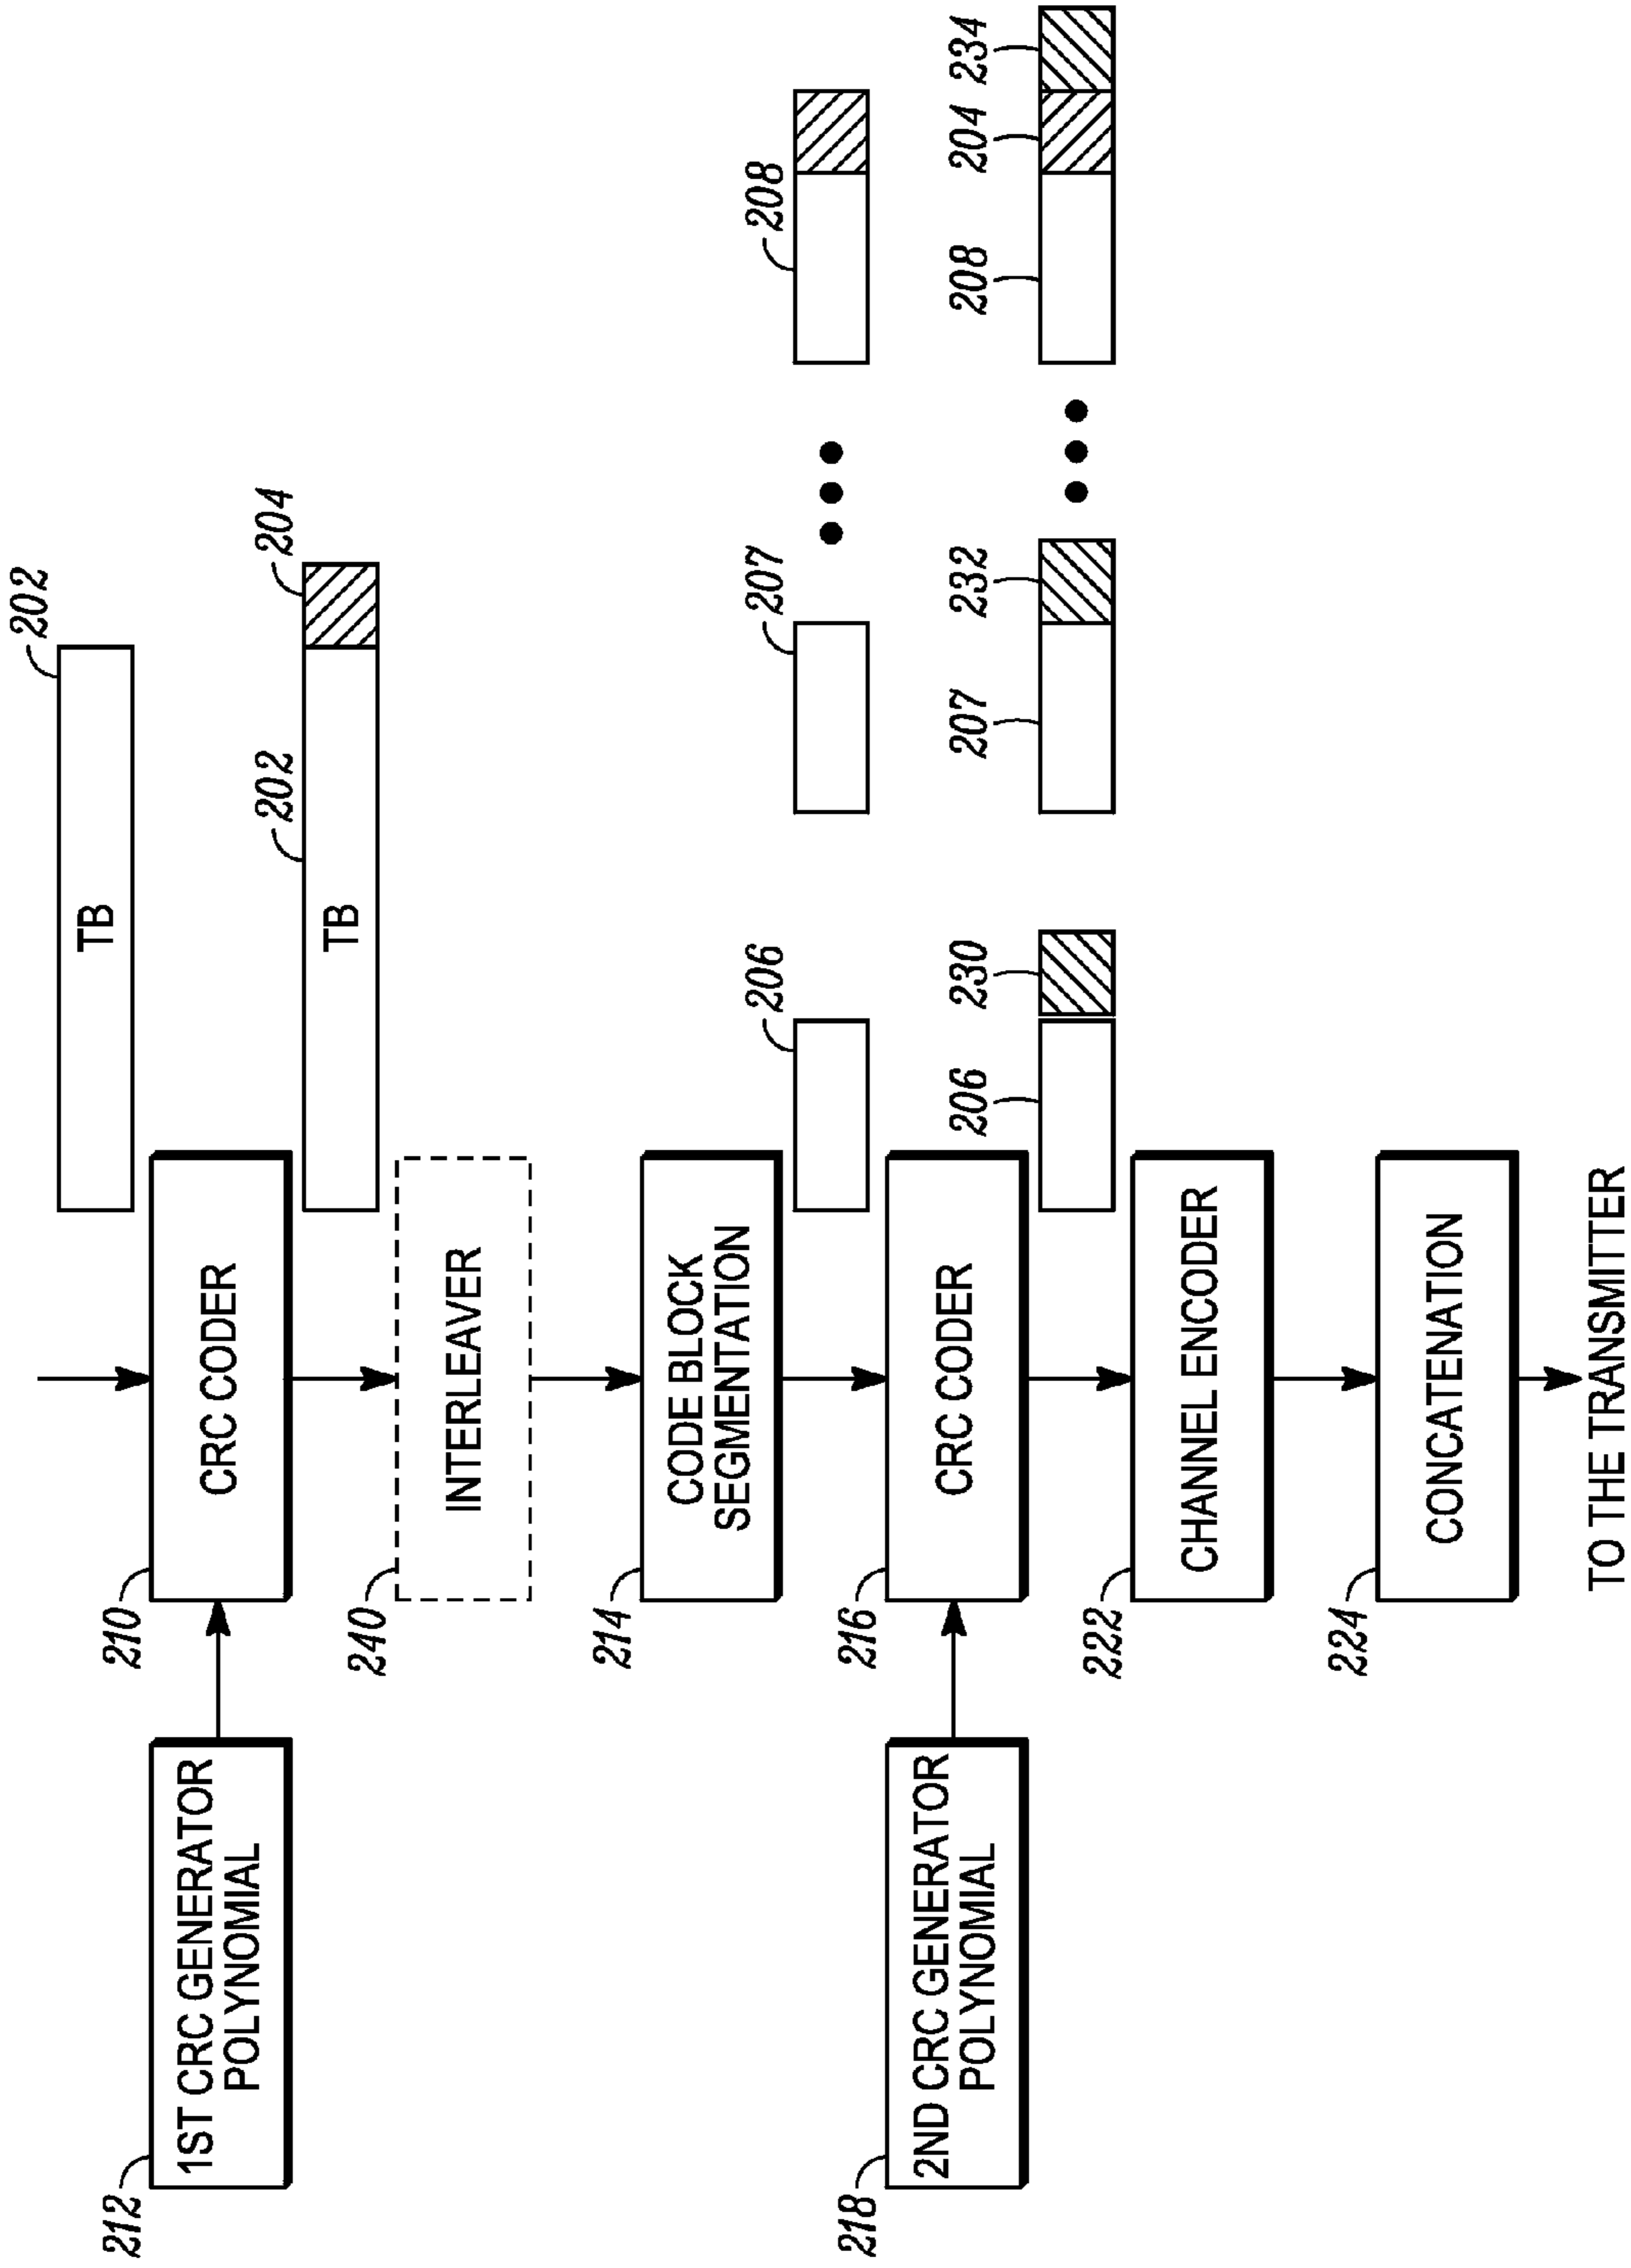 202
TB
212
1ST CRC GENERATOR
POLYNOMIAL
210
CRC CODER
202
204
TB
240
INTERLEAVER
214
CODE BLOCK
SEGMENTATION
206
207
208
218
2ND CRC GENERATOR
POLYNOMIAL
216
CRC CODER
206
230
207
232
208
204
234
222
CHANNEL ENCODER
224
CONCATENATION
TO THE TRANSMITTER